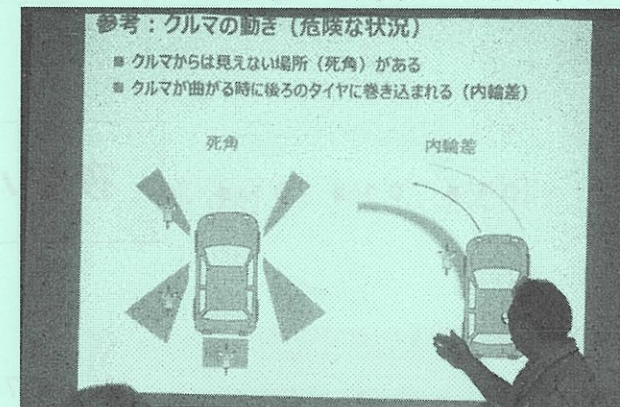 参考：クルマの動き（危険な状況）
■ クルマからは見えない場所（死角）がある
■ クルマが曲がる時に後ろのタイヤに巻き込まれる（内輪差）
死角
内輪差